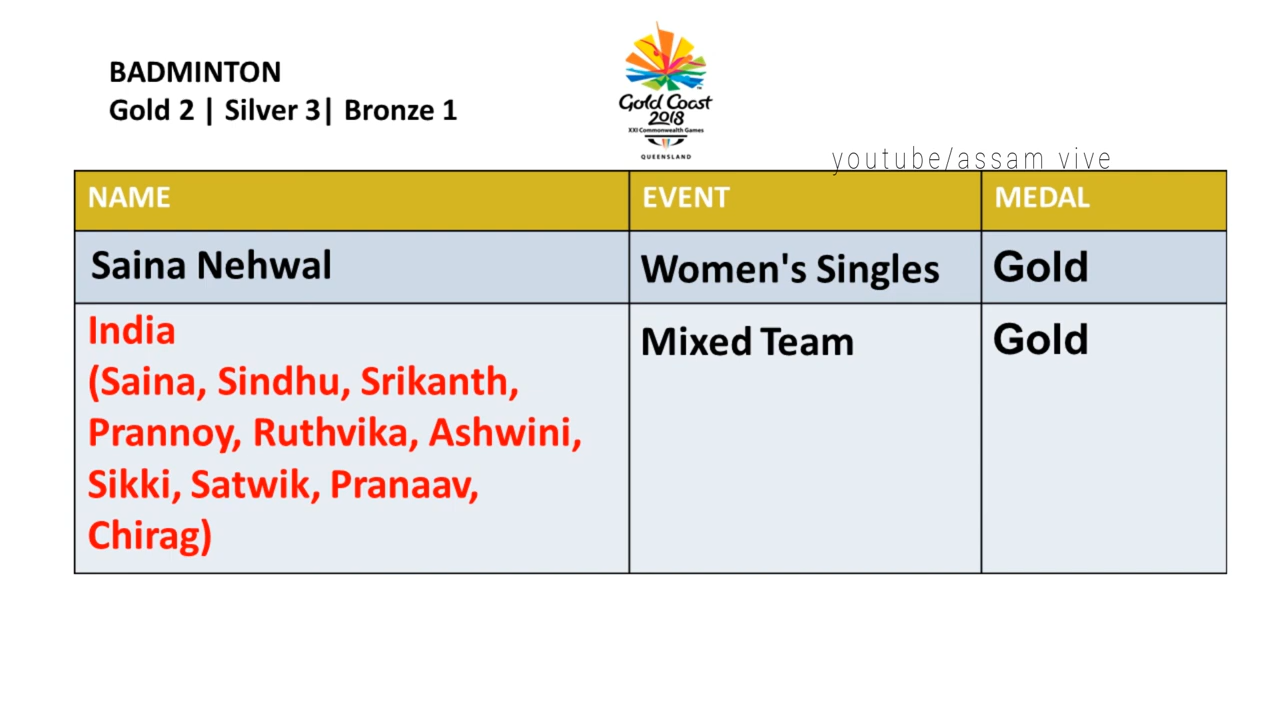 BADMINTON
Gold 2 | Silver 3| Bronze 1
Gold Coast
2018
XXI Commonwealth Games
QUEENSLAND
youtube/assam vive
NAME EVENT MEDAL
Saina Nehwal Women's Singles Gold
India Mixed Team Gold
(Saina, Sindhu, Srikanth,
Prannoy, Ruthvika, Ashwini,
Sikki, Satwik, Pranaav,
Chirag)